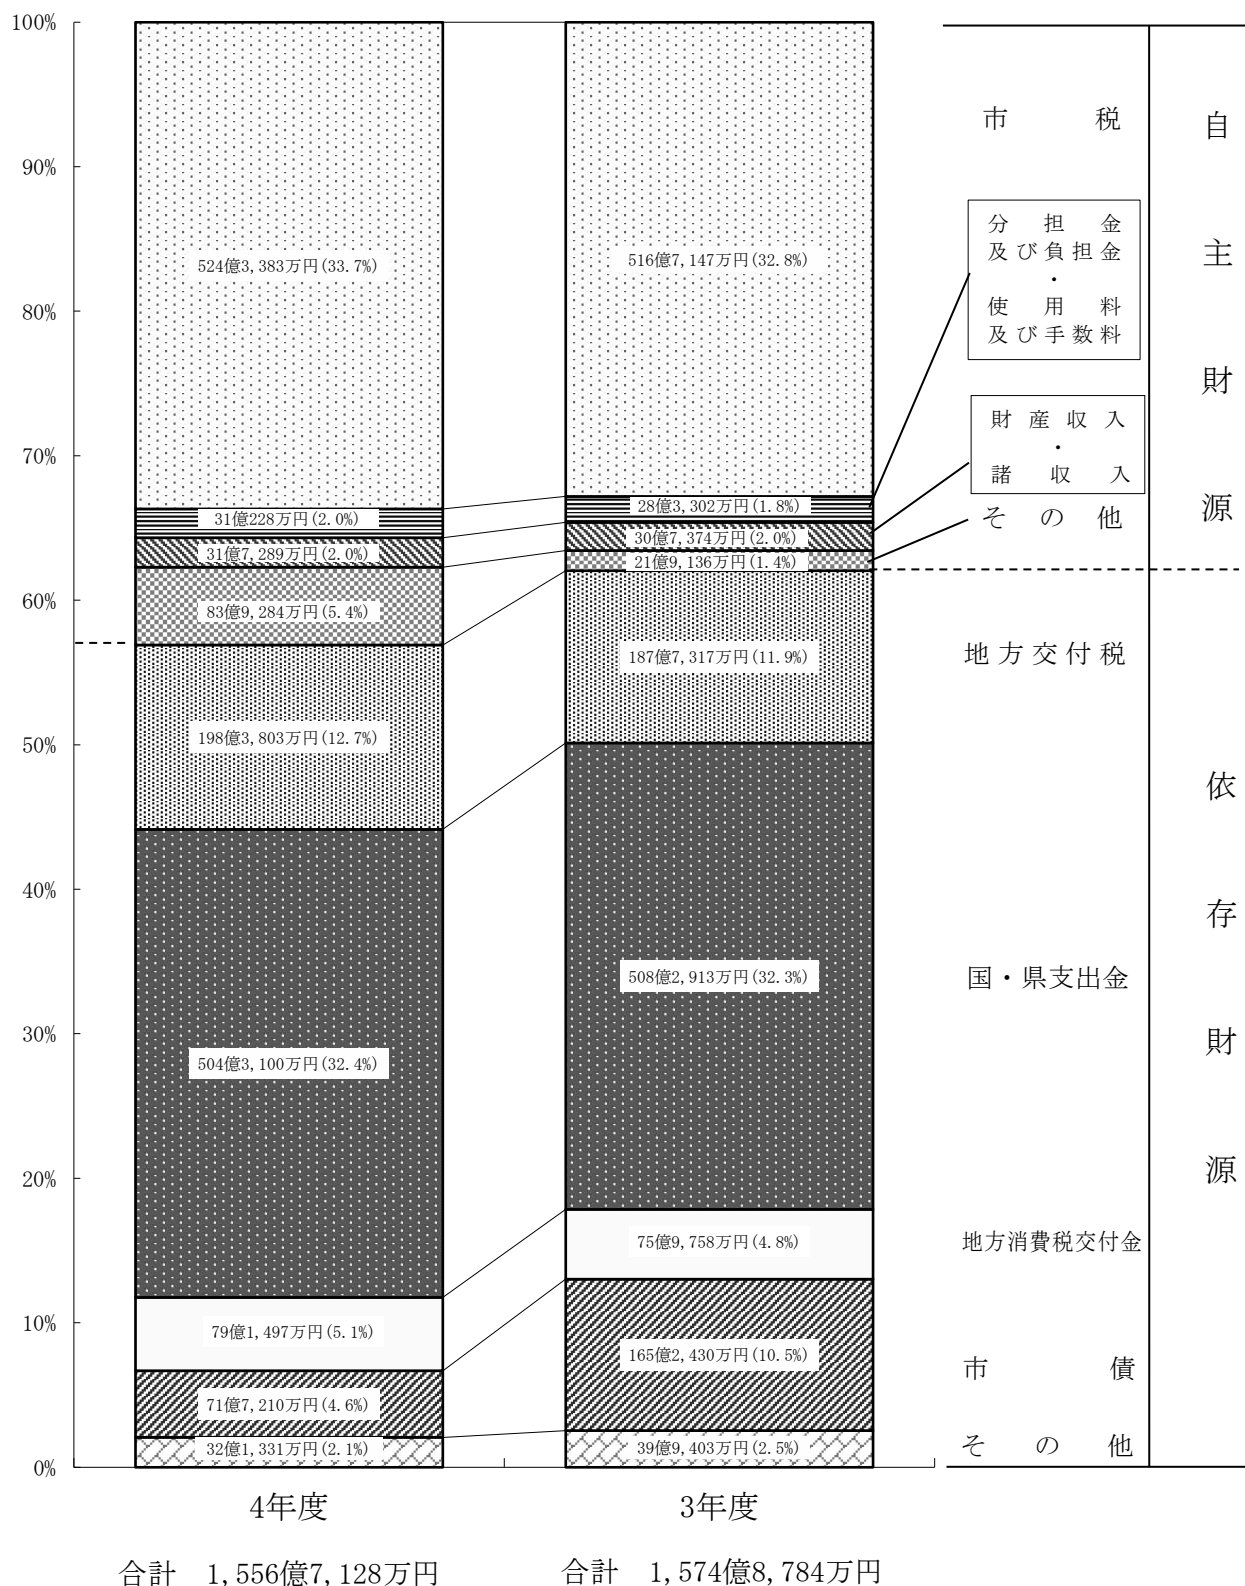 100%
90%
80%
70%
60%
50%
40%
30%
20%
10%
0%
524億3,383万円(33.7%)
31億228万円(2.0%)
31億7,289万円(2.0%)
83億9,284万円(5.4%)
198億3,803万円(12.7%)
504億3,100万円(32.4%)
79億1,497万円(5.1%)
71億7,210万円(4.6%)
32億1,331万円(2.1%)
516億7,147万円(32.8%)
28億3,302万円(1.8%)
30億7,374万円(2.0%)
21億9,136万円(1.4%)
187億7,317万円(11.9%)
508億2,913万円(32.3%)
75億9,758万円(4.8%)
165億2,430万円(10.5%)
39億9,403万円(2.5%)
市税
分担金
及び負担金
・
使用料
及び手数料
財産収入
・
諸収入
その他
地方交付税
国・県支出金
地方消費税交付金
市債
その他
自主財源
依存財源
4年度
3年度
合計 1,556億7,128万円
合計 1,574億8,784万円